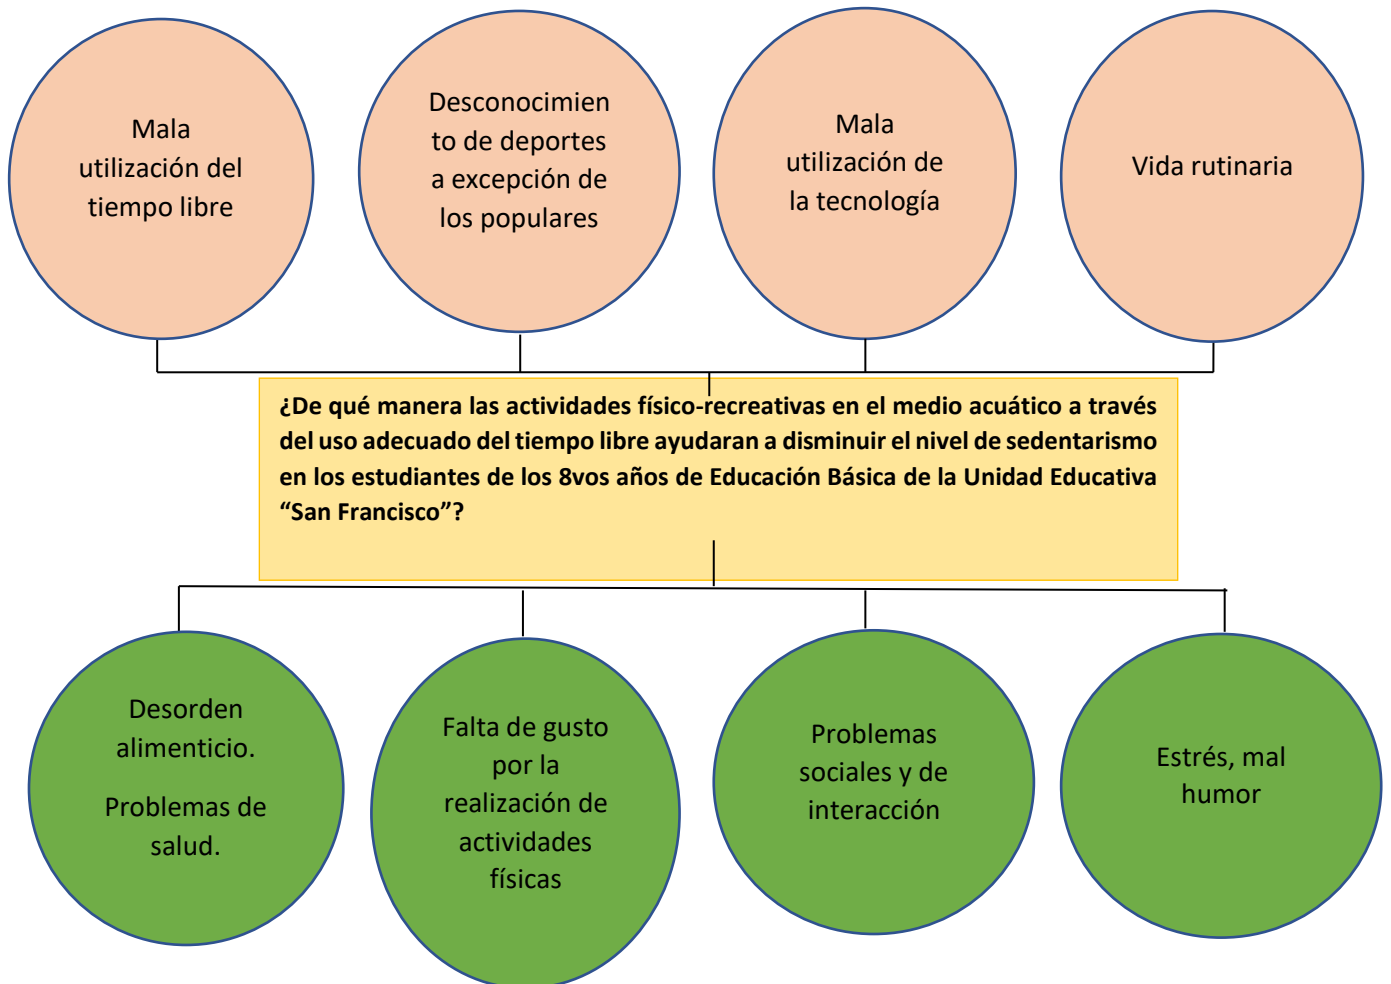 Mala
utilización del
tiempo libre
Desconocimien
to de deportes
a excepción de
los populares
Mala
utilización de
la tecnología
Vida rutinaria
¿De qué manera las actividades físico-recreativas en el medio acuático a través
del uso adecuado del tiempo libre ayudaran a disminuir el nivel de sedentarismo
en los estudiantes de los 8vos años de Educación Básica de la Unidad Educativa
“San Francisco”?
Desorden
alimenticio.
Problemas de
salud.
Falta de gusto
por la
realización de
actividades
físicas
Problemas
sociales y de
interacción
Estrés, mal
humor